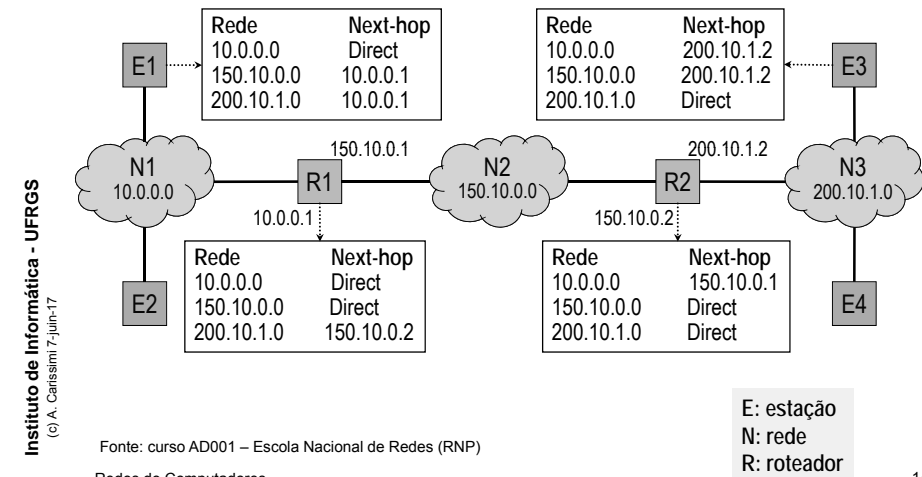 Rede Next-hop
10.0.0.0 Direct
150.10.0.0 10.0.0.1
200.10.1.0 10.0.0.1
Rede Next-hop
10.0.0.0 200.10.1.2
150.10.0.0 200.10.1.2
200.10.1.0 Direct
E1
E3
150.10.0.1
200.10.1.2
N1
10.0.0.0
R1
N2
150.10.0.0
R2
N3
200.10.1.0
10.0.0.1
150.10.0.2
Rede Next-hop
10.0.0.0 Direct
150.10.0.0 Direct
200.10.1.0 150.10.0.2
Rede Next-hop
10.0.0.0 150.10.0.1
150.10.0.0 Direct
200.10.1.0 Direct
E2
E4
Instituto de Informática - UFRGS
(c) A. Carissimi 7-juin-17
E: estação
N: rede
R: roteador
Fonte: curso AD001 – Escola Nacional de Redes (RNP)
Redes de Computadores
1